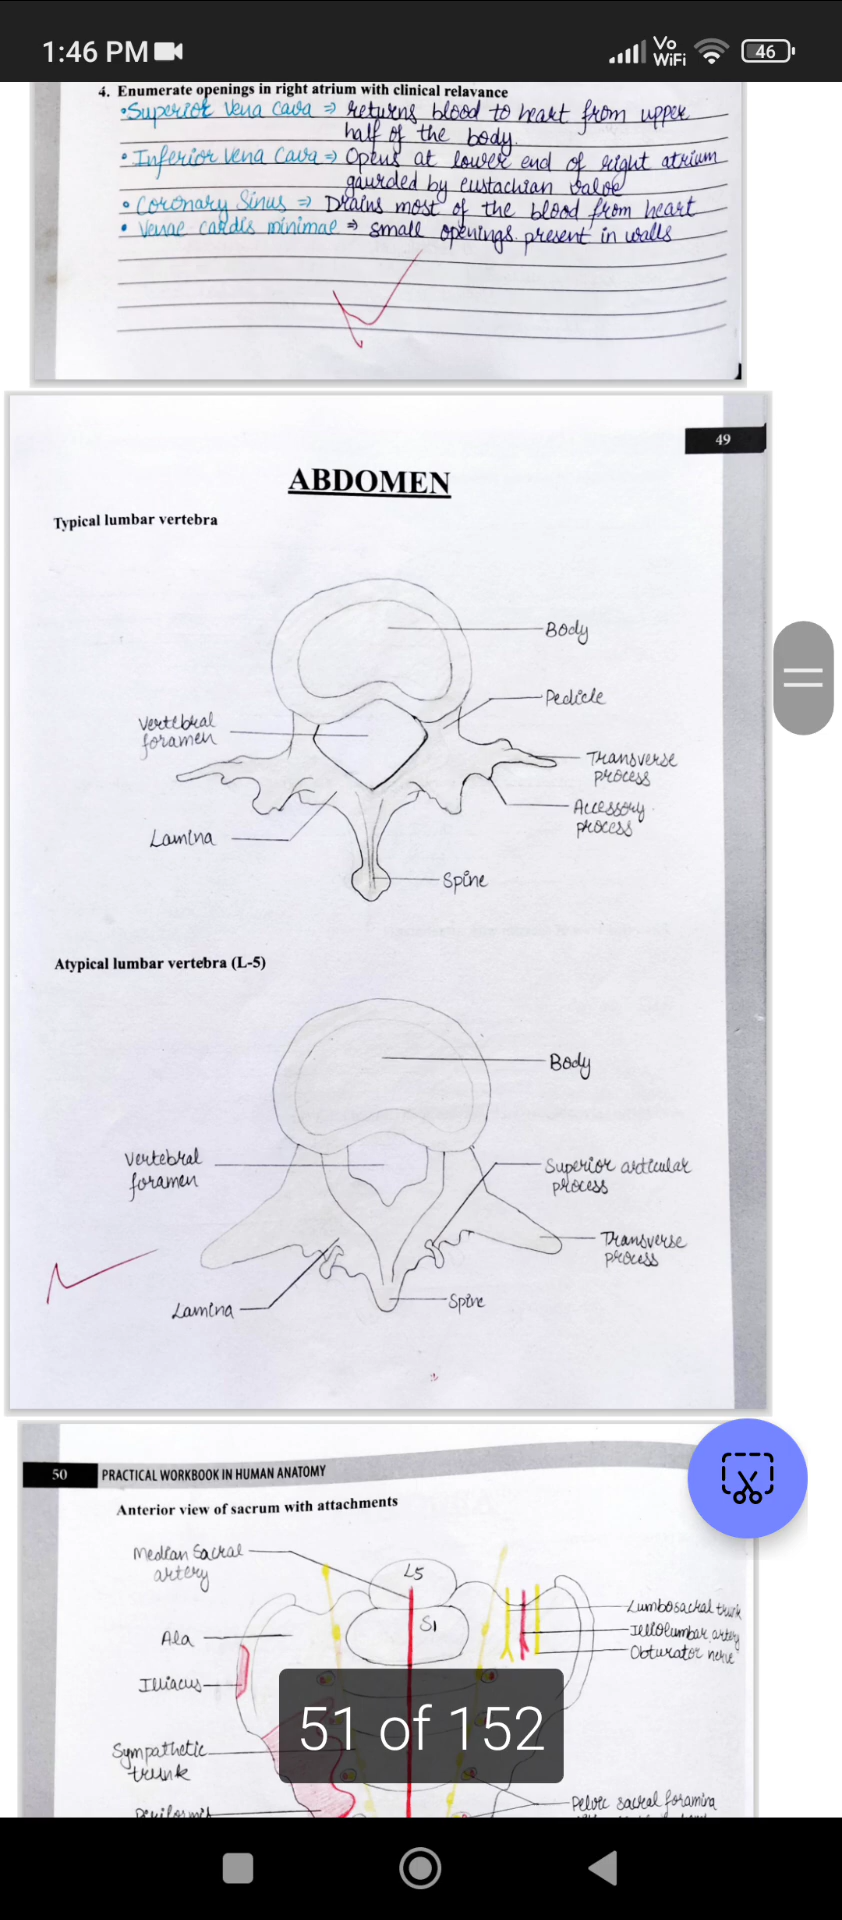 1:46 PM
Vo
WiFi
46
4. Enumerate openings in right atrium with clinical relavance
•Superior Vena Cava ⇒ returns blood to heart from upper
half of the body.
• Inferior Vena Cava ⇒ Opens at lower end of right atrium
gaurded by eustachian valve
• Coronary Sinus ⇒ Drains most of the blood from heart
• Venae cardis minimae ⇒ small openings present in walls
49
ABDOMEN
Typical lumbar vertebra
Body
Pedicle
Vertebral
foramen
Transverse
process
Accessory
process
Lamina
Spine
Atypical lumbar vertebra (L-5)
Body
Vertebral
foramen
Superior articular
process
Transverse
process
Lamina
Spine
50 PRACTICAL WORKBOOK IN HUMAN ANATOMY
Anterior view of sacrum with attachments
Median Sacral
artery
L5
S1
Lumbosacral trunk
Illiolumbar artery
Obturator nerve
Ala
Illiacus
51 of 152
Sympathetic
trunk
Pelvic sacral foramina